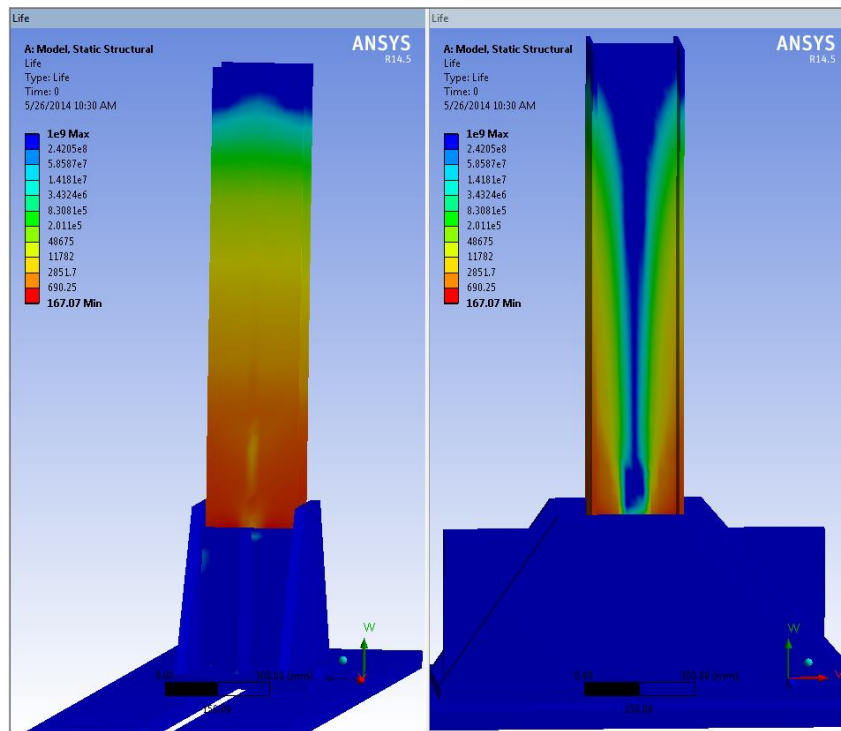 Life
A: Model, Static Structural
Life
Type: Life
Time: 0
5/26/2014 10:30 AM
ANSYS
R14.5
1e9 Max
2.4205e8
5.8587e7
1.4181e7
3.4324e6
8.3081e5
2.011e5
48675
11782
2851.7
690.25
167.07 Min
W
(mm)
Life
A: Model, Static Structural
Life
Type: Life
Time: 0
5/26/2014 10:30 AM
ANSYS
R14.5
1e9 Max
2.4205e8
5.8587e7
1.4181e7
3.4324e6
8.3081e5
2.011e5
48675
11782
2851.7
690.25
167.07 Min
W
(mm)